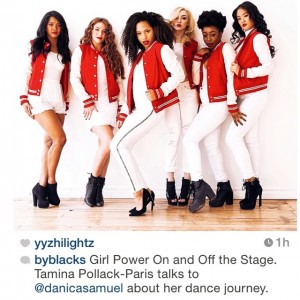 yyzhilightz 1h
byblacks Girl Power On and Off the Stage.
Tamina Pollack-Paris talks to
@danicasamuel about her dance journey.